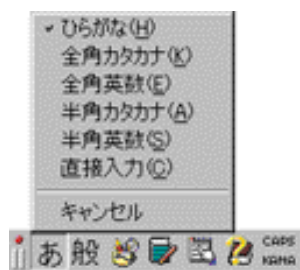 ひらがな(H)
全角カタカナ(K)
全角英数(E)
半角カタカナ(A)
半角英数(S)
直接入力(C)
キャンセル
あ 般 CAPS
KANA